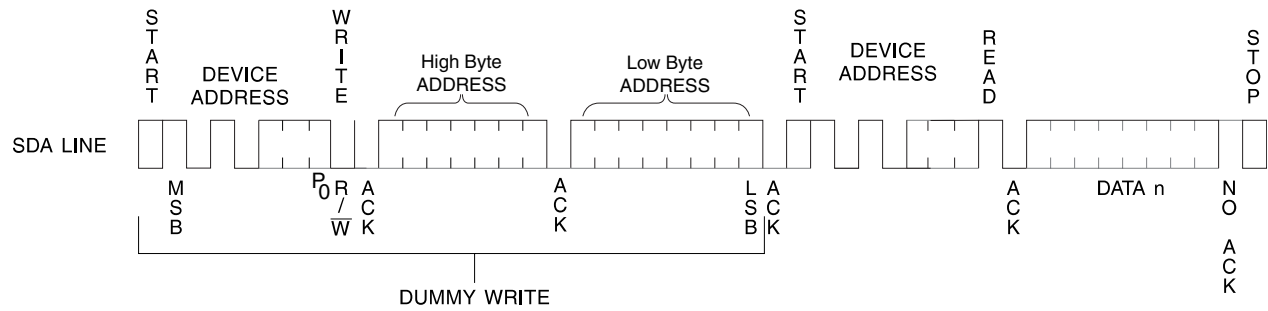 START
WRITE
START
READ
STOP
DEVICE
ADDRESS
High Byte
ADDRESS
Low Byte
ADDRESS
DEVICE
ADDRESS
SDA LINE
MSB
P0
R/W
ACK
ACK
LSB
ACK
ACK
DATA n
NO ACK
DUMMY WRITE